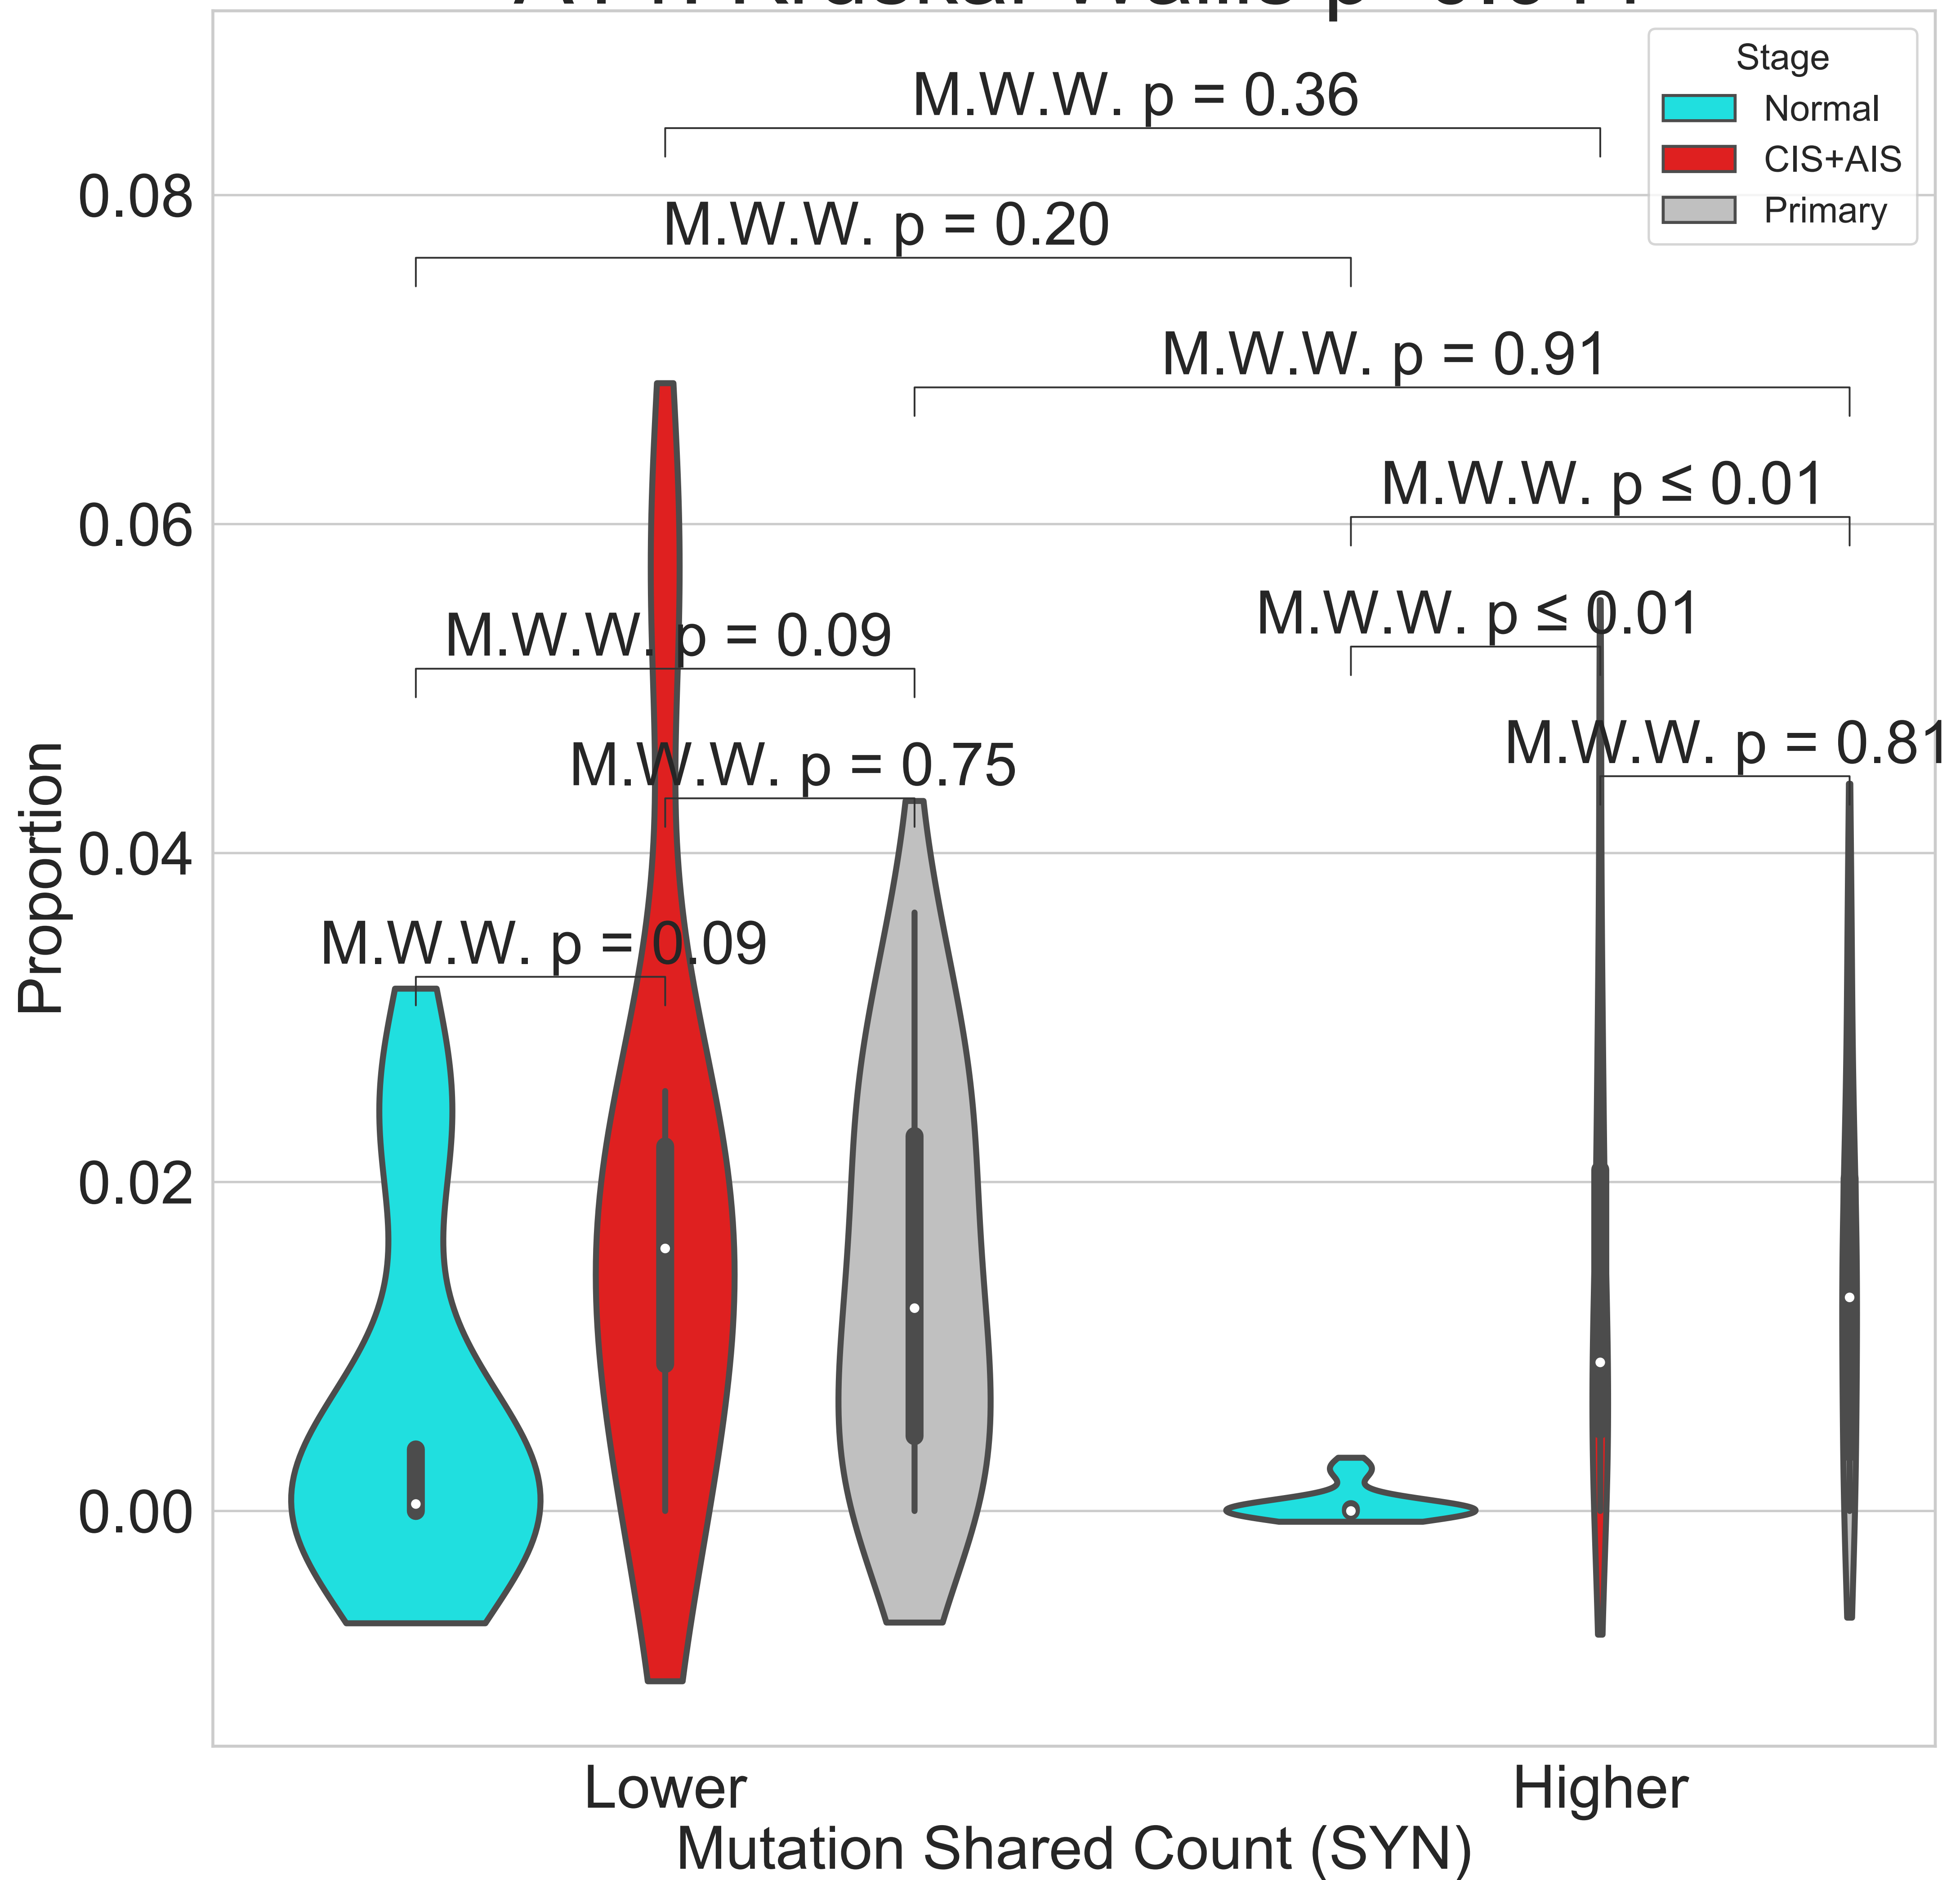 Stage
Normal
CIS+AIS
Primary
M.W.W. p = 0.36
M.W.W. p = 0.20
M.W.W. p = 0.91
M.W.W. p ≤ 0.01
M.W.W. p ≤ 0.01
M.W.W. p = 0.09
M.W.W. p = 0.81
M.W.W. p = 0.75
M.W.W. p = 0.09
0.08
0.06
0.04
0.02
0.00
Proportion
Lower
Higher
Mutation Shared Count (SYN)